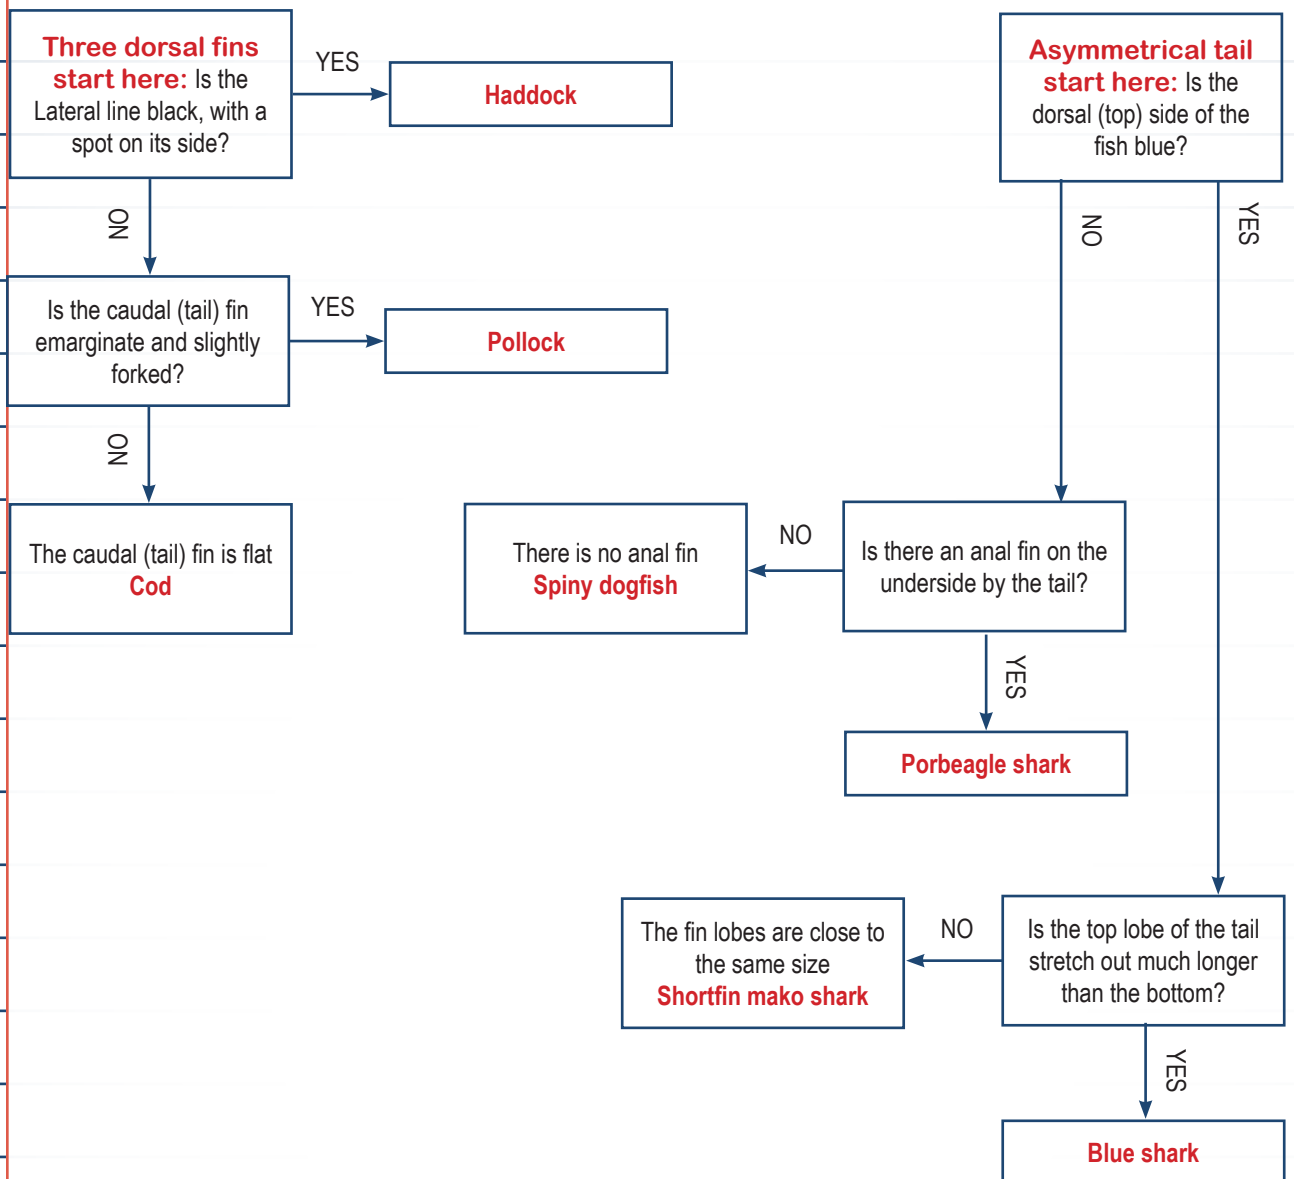 Three dorsal fins
start here: Is the
Lateral line black, with a
spot on its side?
YES
Haddock
NO
Is the caudal (tail) fin
emarginate and slightly
forked?
YES
Pollock
NO
The caudal (tail) fin is flat
Cod
Asymmetrical tail
start here: Is the
dorsal (top) side of the
fish blue?
NO
YES
Is there an anal fin on the
underside by the tail?
NO
There is no anal fin
Spiny dogfish
YES
Porbeagle shark
Is the top lobe of the tail
stretch out much longer
than the bottom?
NO
The fin lobes are close to
the same size
Shortfin mako shark
YES
Blue shark